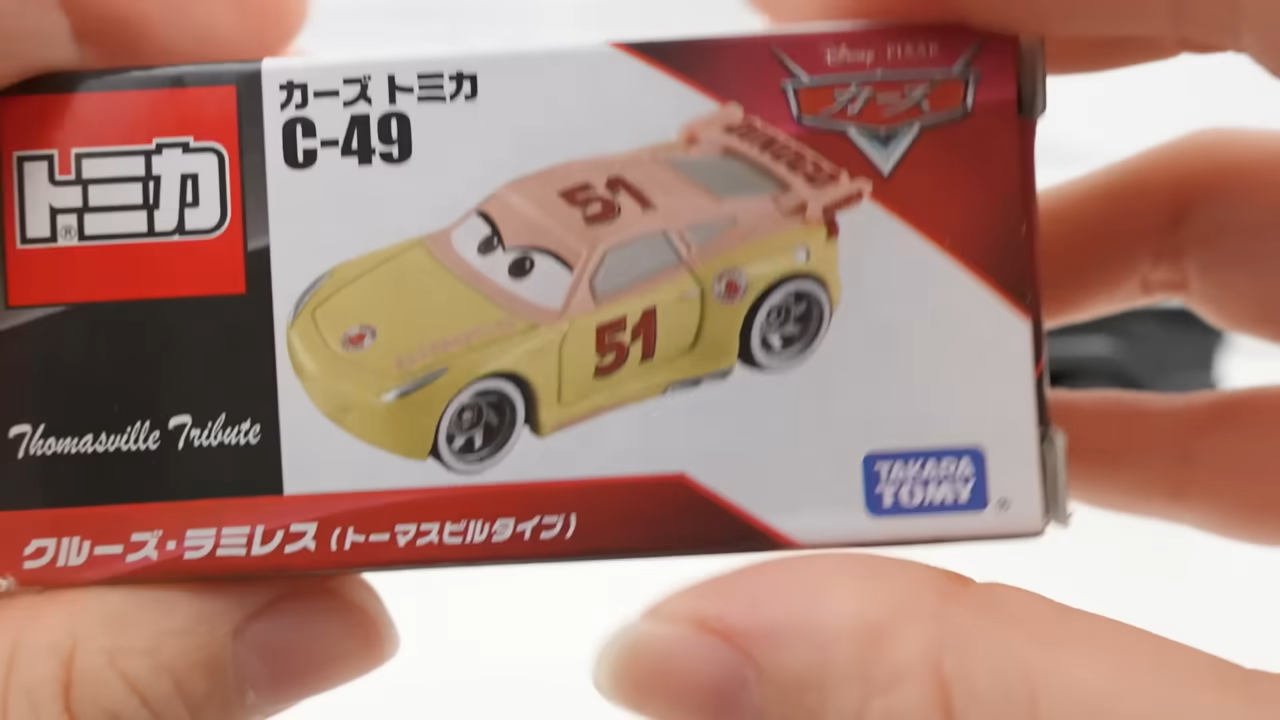 カーズ トミカ
C-49
Disney PIXAR
カーズ
トミカ®
51
51
Thomasville Tribute
TAKARA
TOMY®
クルーズ・ラミレス (トーマスビルタイプ)